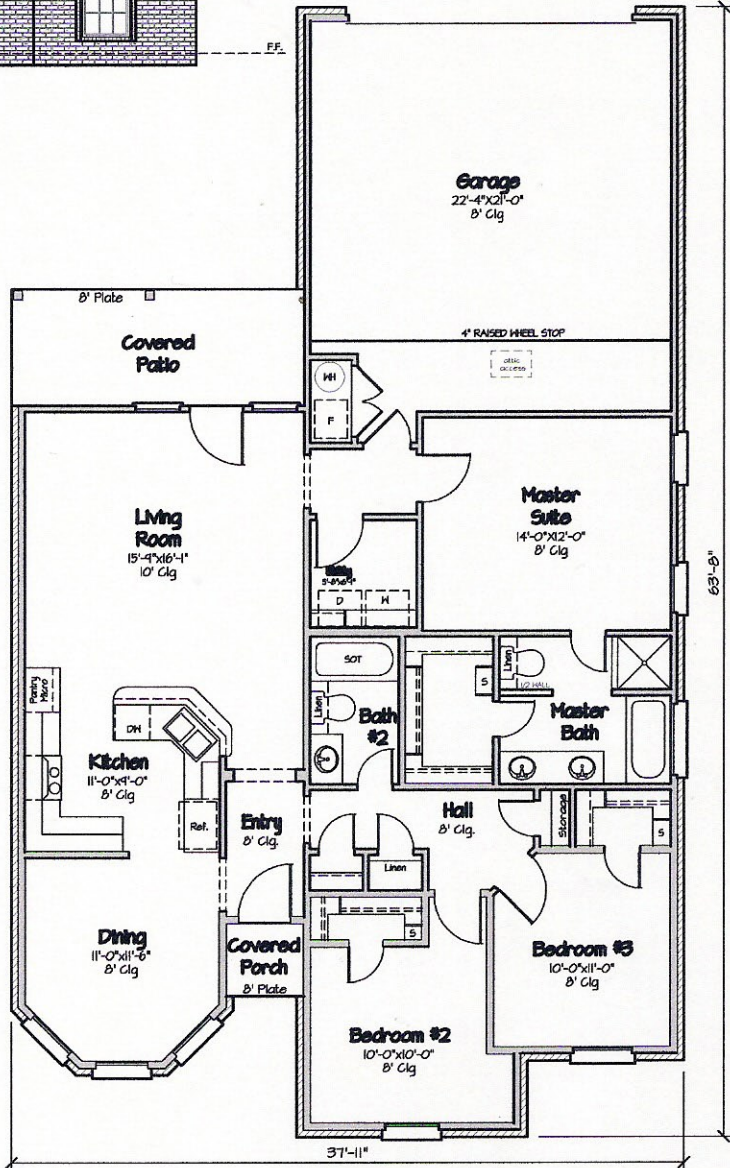 F.F.
Garage
22'-4"X21'-0"
8' Clg
4" RAISED WHEEL STOP
attic
access
8' Plate
Covered
Patio
WH
F
Living
Room
15'-9"x16'-1"
10' Clg
Master
Suite
14'-0"X12'-0"
8' Clg
63'-8"
D
W
SOT
Linen
Bath
#2
S
Linen
1/2 WALL
Master
Bath
Pantry
Micro
DW
Kitchen
11'-0"x9'-0"
8' Clg
Ref.
Entry
8' Clg.
Hall
8' Clg.
Storage
S
Linen
S
Dining
11'-0"x11'-6"
8' Clg
Covered
Porch
8' Plate
Bedroom #3
10'-0"x11'-0"
8' Clg
Bedroom #2
10'-0"x10'-0"
8' Clg
37'-11"